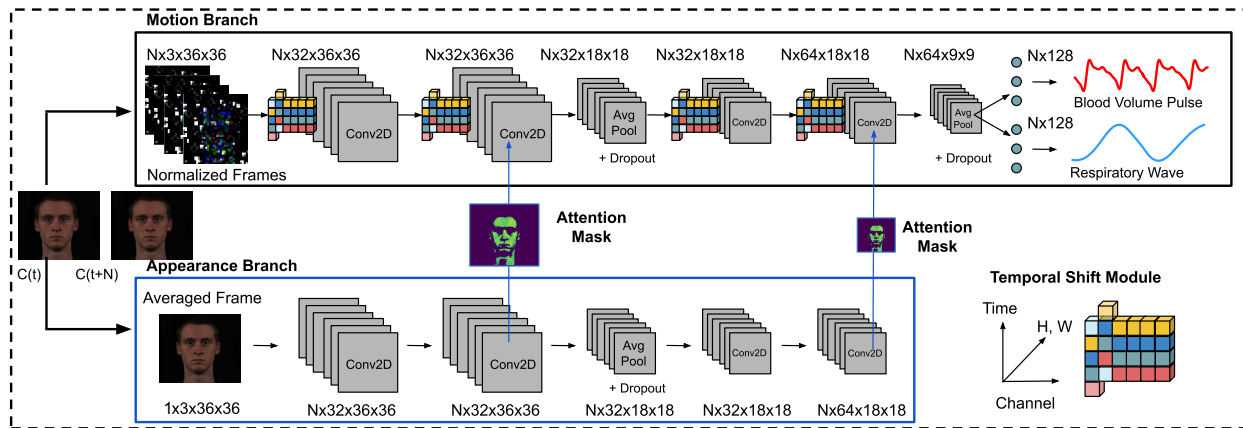 Motion Branch
Nx3x36x36
Nx32x36x36
Nx32x36x36
Nx32x18x18
Nx32x18x18
Nx64x18x18
Nx64x9x9
Nx128
Conv2D
Conv2D
Avg
Pool
Conv2D
Conv2D
Avg
Pool
Blood Volume Pulse
Nx128
+ Dropout
+ Dropout
Normalized Frames
Respiratory Wave
Attention
Mask
Attention
Mask
C(t)
C(t+N)
Appearance Branch
Averaged Frame
Conv2D
Conv2D
Avg
Pool
Conv2D
Conv2D
+ Dropout
1x3x36x36
Nx32x36x36
Nx32x36x36
Nx32x18x18
Nx32x18x18
Nx64x18x18
Temporal Shift Module
Time
H, W
Channel